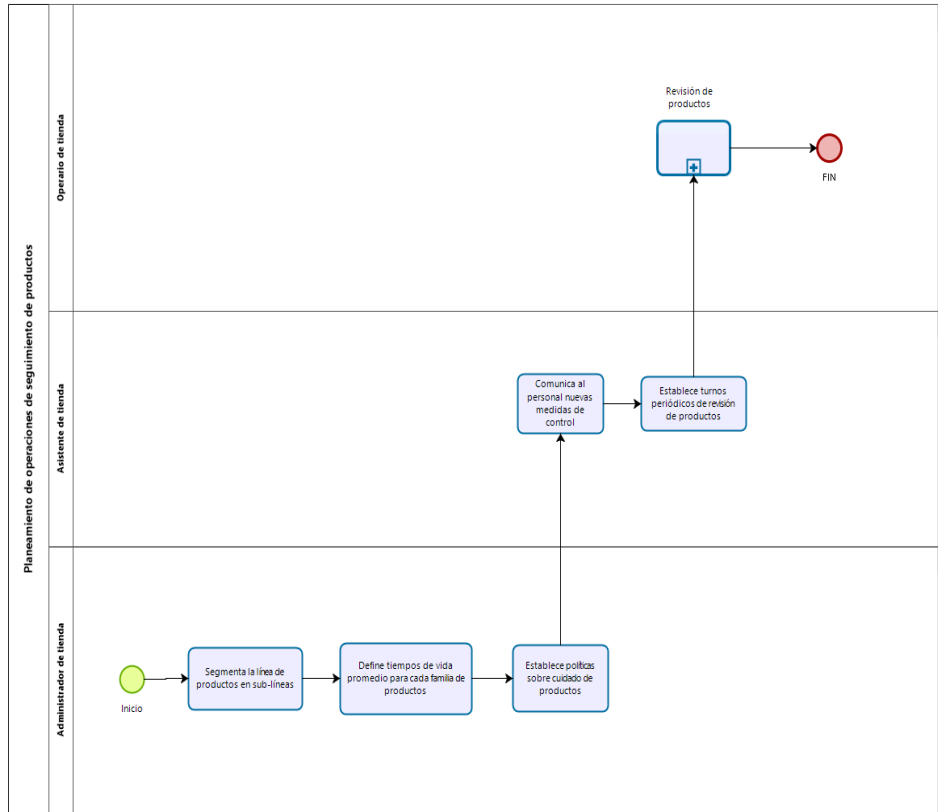 Planeamiento de operaciones de seguimiento de productos
Operario de tienda
Revisión de
productos
FIN
Asistente de tienda
Comunica al
personal nuevas
medidas de
control
Establece turnos
periódicos de revisión
de productos
Administrador de tienda
Inicio
Segmenta la línea de
productos en sub-líneas
Define tiempos de vida
promedio para cada familia de
productos
Establece políticas
sobre cuidado de
productos